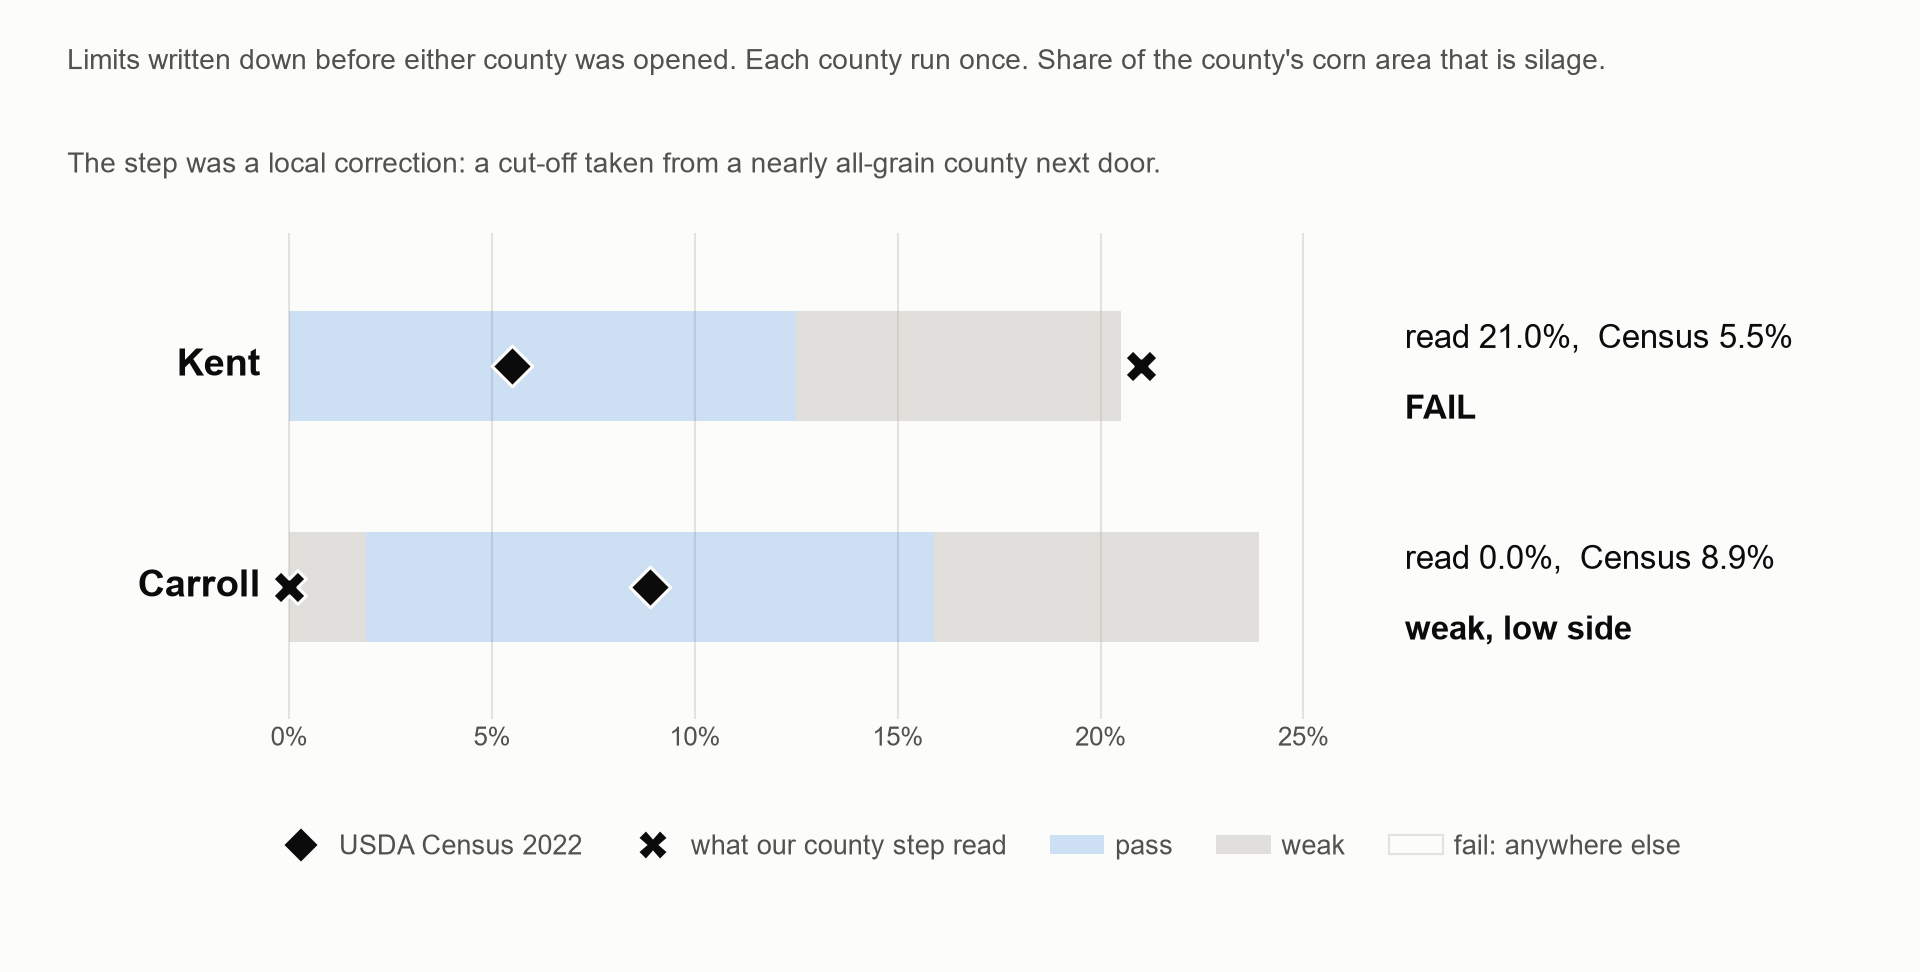 Limits written down before either county was opened. Each county run once. Share of the county's corn area that is silage.
The step was a local correction: a cut-off taken from a nearly all-grain county next door.
Kent
read 21.0%, Census 5.5%
FAIL
Carroll
read 0.0%, Census 8.9%
weak, low side
0% 5% 10% 15% 20% 25%
USDA Census 2022 what our county step read pass weak fail: anywhere else